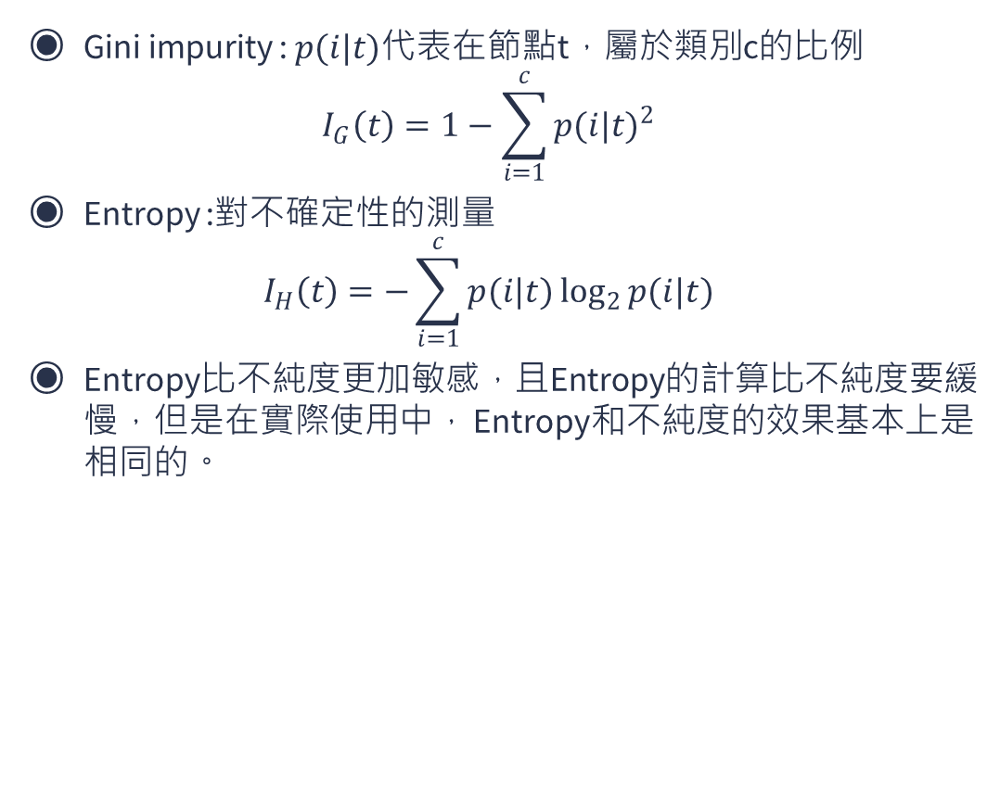 Gini impurity : p(i|t)代表在節點t，屬於類別c的比例
I_G(t) = 1 − ∑_{i=1}^{c} p(i|t)²
Entropy :對不確定性的測量
I_H(t) = − ∑_{i=1}^{c} p(i|t) log₂ p(i|t)
Entropy比不純度更加敏感，且Entropy的計算比不純度要緩
慢，但是在實際使用中， Entropy和不純度的效果基本上是
相同的。